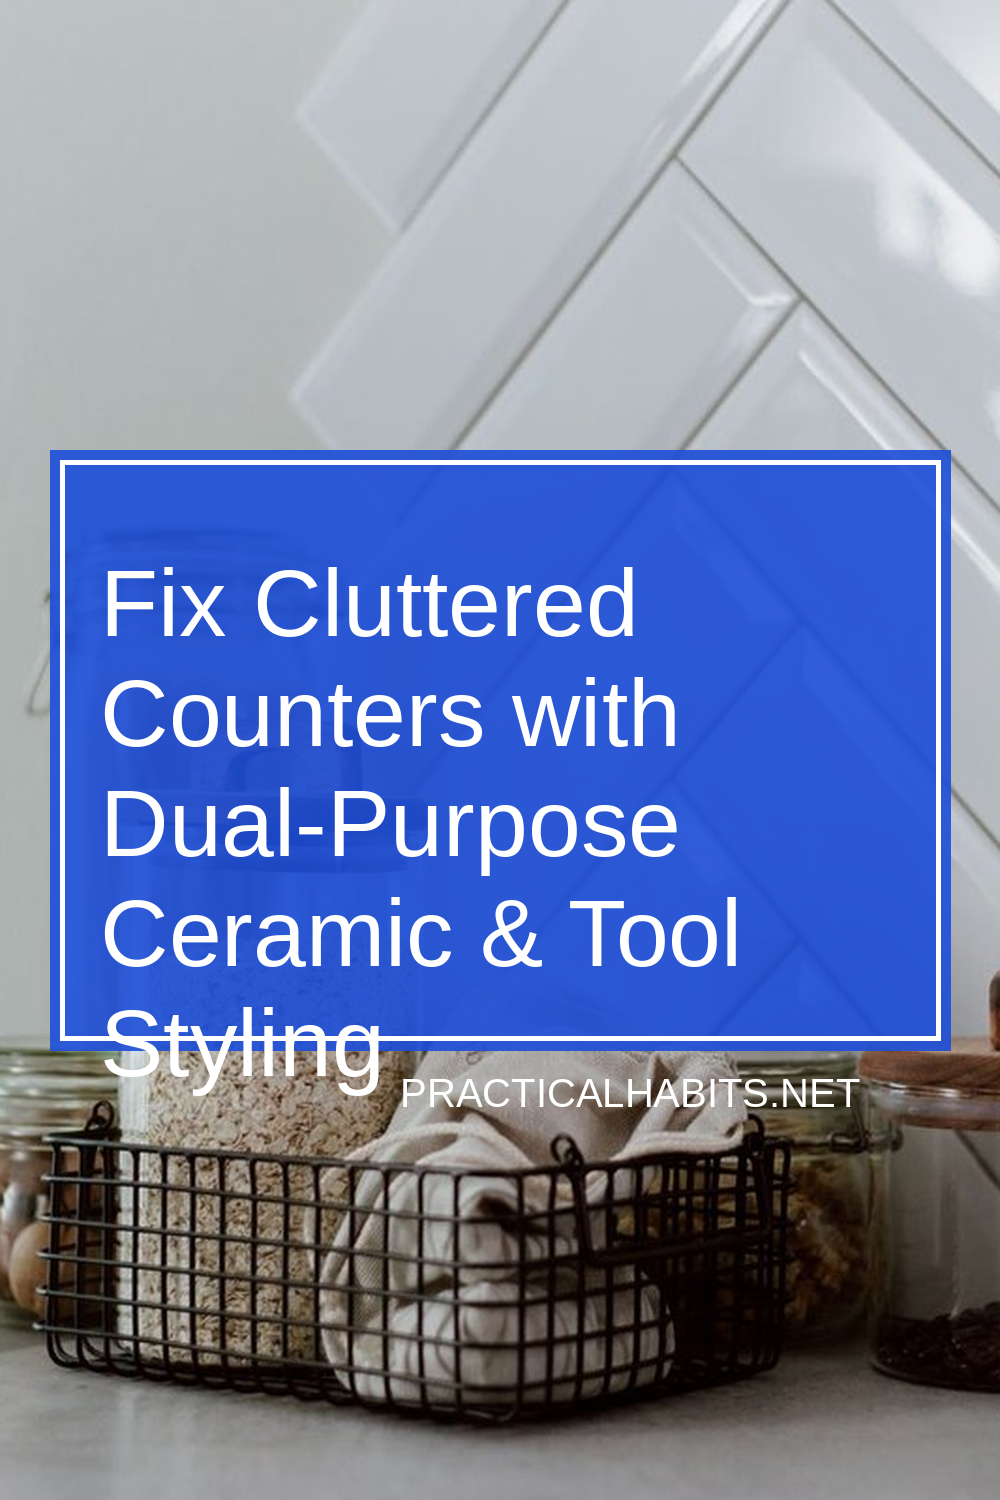 Fix Cluttered
Counters with
Dual-Purpose
Ceramic & Tool
Styling
PRACTICALHABITS.NET